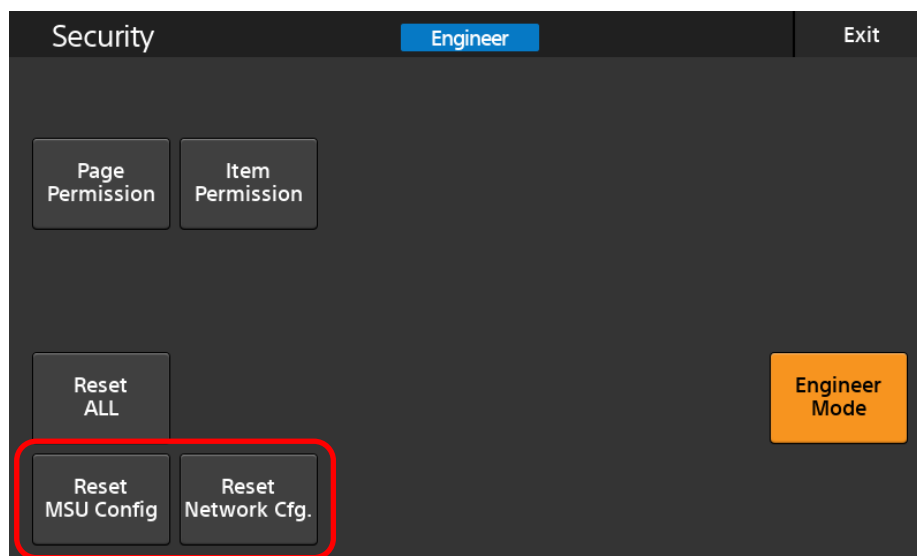 Security
Engineer
Exit
Page
Permission
Item
Permission
Reset
ALL
Engineer
Mode
Reset
MSU Config
Reset
Network Cfg.